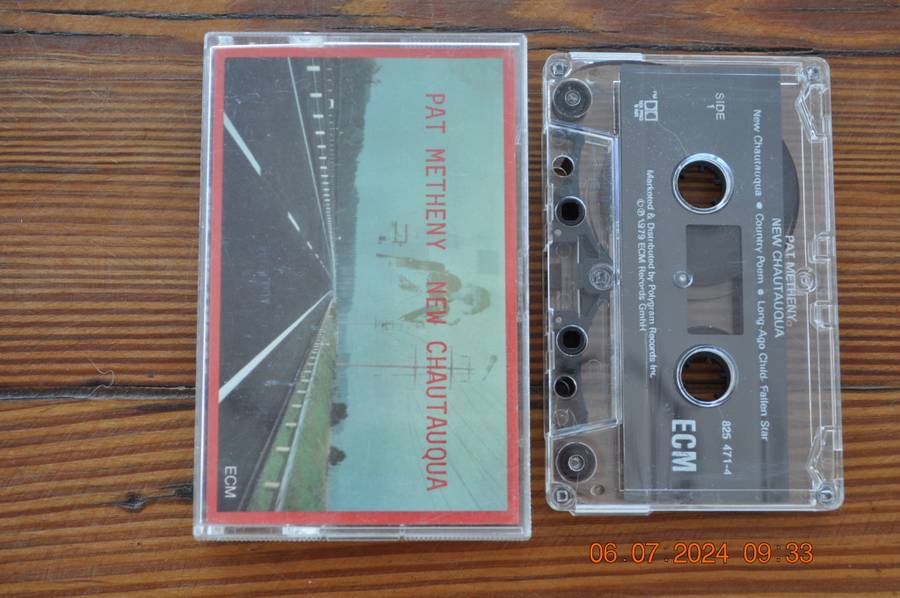 PAT METHENY NEW CHAUTAUQUA
ECM
PAT METHENY
NEW CHAUTAUQUA
New Chautauqua ● Country Poem ● Long-Ago Child/Fallen Star
SIDE
1
825 471-4
ECM
Marketed & Distributed by Polygram Records Inc.
©℗ 1979 ECM Records GmbH
06.07.2024 09:33